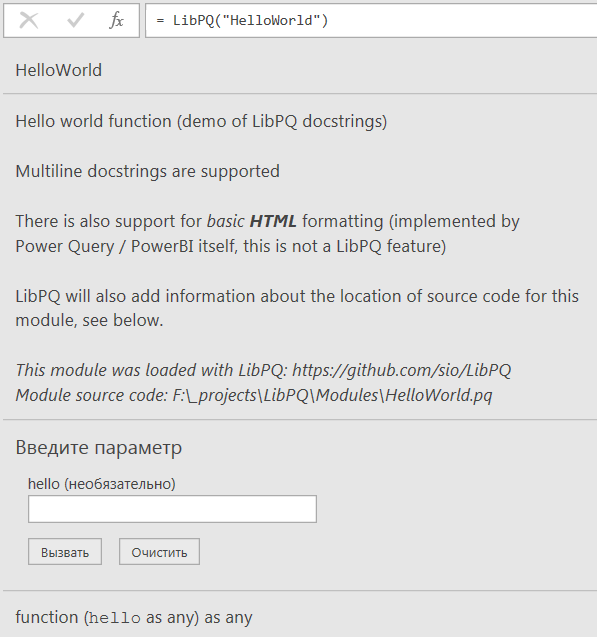 fx = LibPQ("HelloWorld")
HelloWorld
Hello world function (demo of LibPQ docstrings)
Multiline docstrings are supported
There is also support for basic HTML formatting (implemented by
Power Query / PowerBI itself, this is not a LibPQ feature)
LibPQ will also add information about the location of source code for this
module, see below.
This module was loaded with LibPQ: https://github.com/sio/LibPQ
Module source code: F:\_projects\LibPQ\Modules\HelloWorld.pq
Введите параметр
hello (необязательно)
Вызвать Очистить
function (hello as any) as any